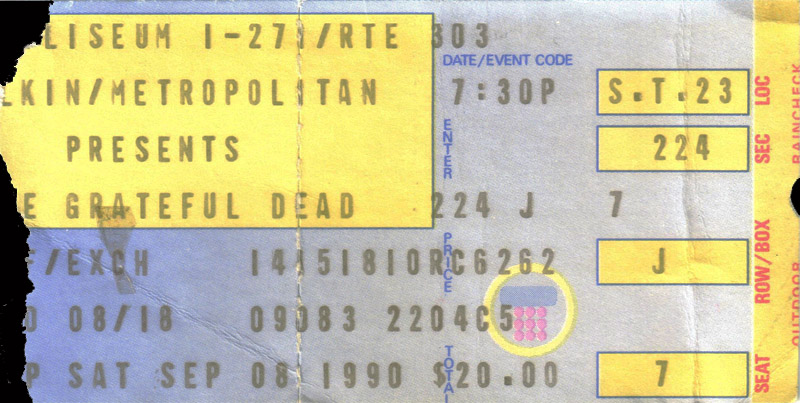 LISEUM I-271/RTE 303
DATE/EVENT CODE
LKIN/METROPOLITAN 7:30P S.T.23 LOC
PRESENTS ENTER 224 SEC
E GRATEFUL DEAD 224 J 7
F/EXCH 14151810RC6262 PRICE J ROW/BOX
08/18 09083 2204C5
P SAT SEP 08 1990 $20.00 TOTAL 7 SEAT
RAINCHECK
OUTDOOR